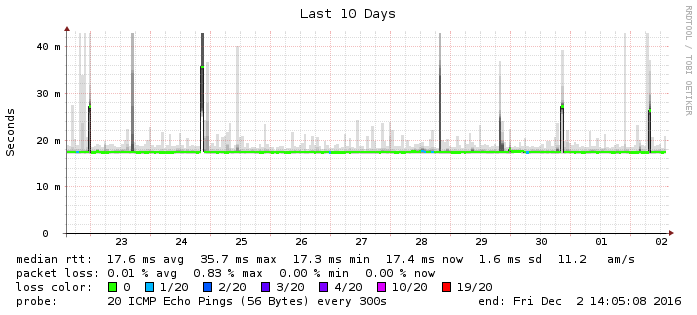 Last 10 Days
RRDTOOL / TOBI OETIKER
Seconds
40 m
30 m
20 m
10 m
0
23 24 25 26 27 28 29 30 01 02
median rtt: 17.6 ms avg 35.7 ms max 17.3 ms min 17.4 ms now 1.6 ms sd 11.2 am/s
packet loss: 0.01 % avg 0.83 % max 0.00 % min 0.00 % now
loss color: 0 1/20 2/20 3/20 4/20 10/20 19/20
probe: 20 ICMP Echo Pings (56 Bytes) every 300s end: Fri Dec 2 14:05:08 2016